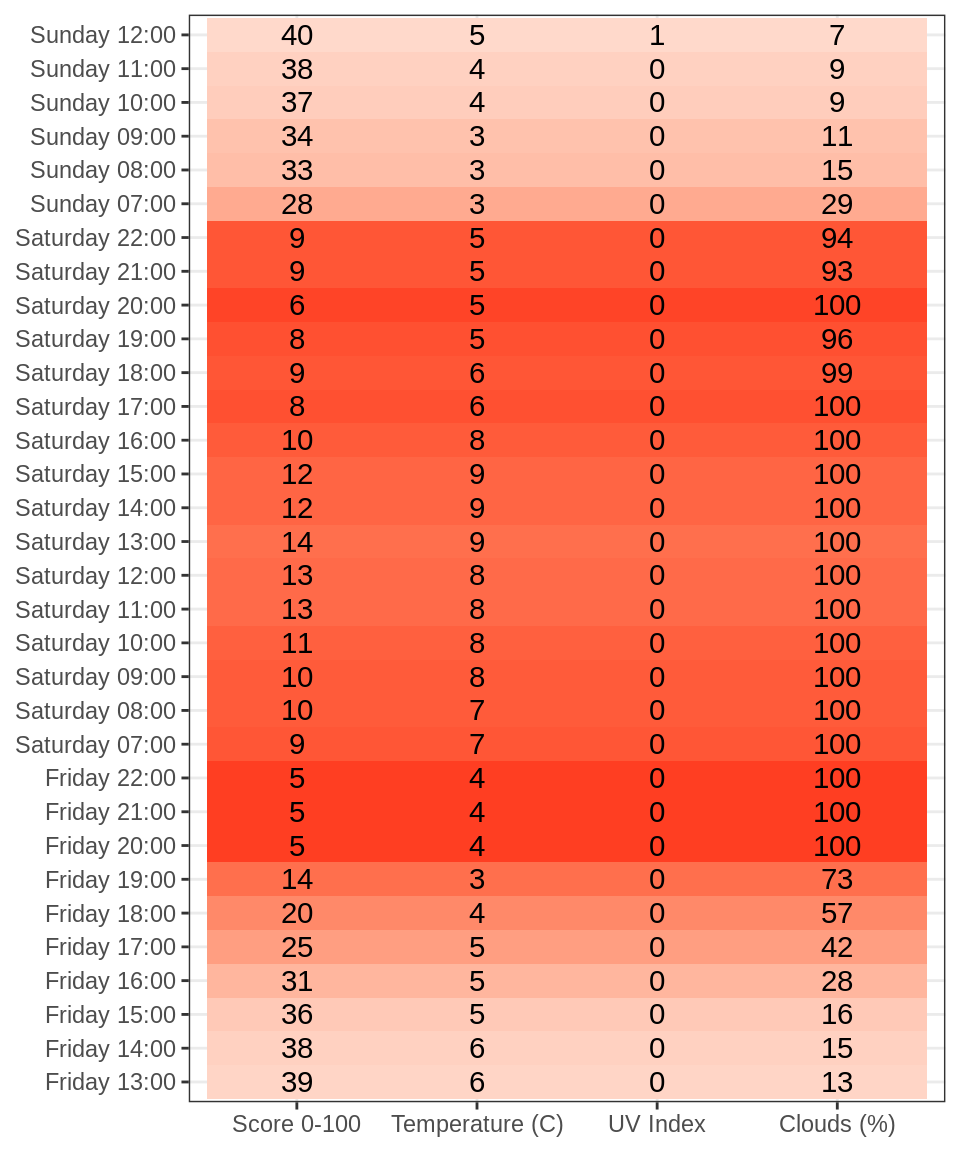 Sunday 12:00 40 5 1 7
Sunday 11:00 38 4 0 9
Sunday 10:00 37 4 0 9
Sunday 09:00 34 3 0 11
Sunday 08:00 33 3 0 15
Sunday 07:00 28 3 0 29
Saturday 22:00 9 5 0 94
Saturday 21:00 9 5 0 93
Saturday 20:00 6 5 0 100
Saturday 19:00 8 5 0 96
Saturday 18:00 9 6 0 99
Saturday 17:00 8 6 0 100
Saturday 16:00 10 8 0 100
Saturday 15:00 12 9 0 100
Saturday 14:00 12 9 0 100
Saturday 13:00 14 9 0 100
Saturday 12:00 13 8 0 100
Saturday 11:00 13 8 0 100
Saturday 10:00 11 8 0 100
Saturday 09:00 10 8 0 100
Saturday 08:00 10 7 0 100
Saturday 07:00 9 7 0 100
Friday 22:00 5 4 0 100
Friday 21:00 5 4 0 100
Friday 20:00 5 4 0 100
Friday 19:00 14 3 0 73
Friday 18:00 20 4 0 57
Friday 17:00 25 5 0 42
Friday 16:00 31 5 0 28
Friday 15:00 36 5 0 16
Friday 14:00 38 6 0 15
Friday 13:00 39 6 0 13
Score 0-100 Temperature (C) UV Index Clouds (%)